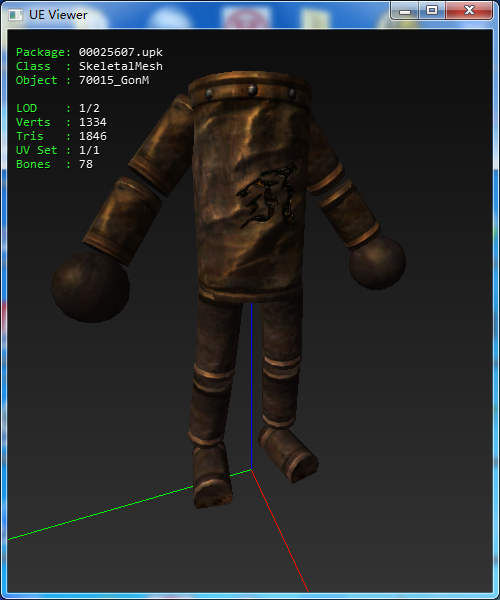 UE Viewer
Package: 00025607.upk
Class : SkeletalMesh
Object : 70015_GonM
LOD : 1/2
Verts : 1334
Tris : 1846
UV Set : 1/1
Bones : 78